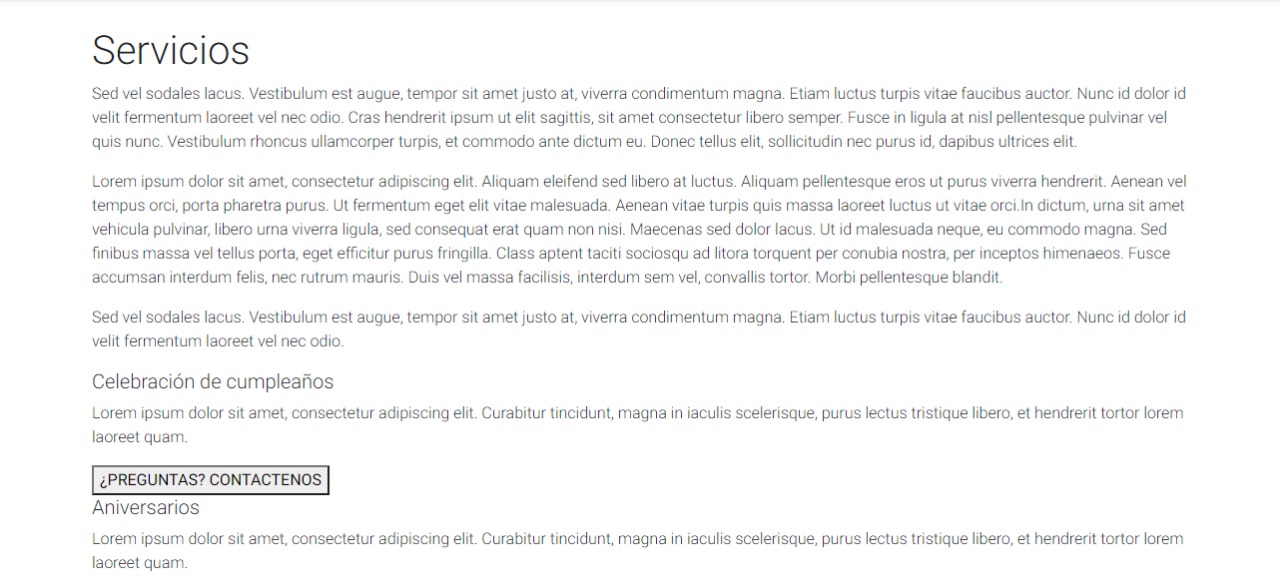 Servicios
Sed vel sodales lacus. Vestibulum est augue, tempor sit amet justo at, viverra condimentum magna. Etiam luctus turpis vitae faucibus auctor. Nunc id dolor id
velit fermentum laoreet vel nec odio. Cras hendrerit ipsum ut elit sagittis, sit amet consectetur libero semper. Fusce in ligula at nisl pellentesque pulvinar vel
quis nunc. Vestibulum rhoncus ullamcorper turpis, et commodo ante dictum eu. Donec tellus elit, sollicitudin nec purus id, dapibus ultrices elit.
Lorem ipsum dolor sit amet, consectetur adipiscing elit. Aliquam eleifend sed libero at luctus. Aliquam pellentesque eros ut purus viverra hendrerit. Aenean vel
tempus orci, porta pharetra purus. Ut fermentum eget elit vitae malesuada. Aenean vitae turpis quis massa laoreet luctus ut vitae orci.In dictum, urna sit amet
vehicula pulvinar, libero urna viverra ligula, sed consequat erat quam non nisi. Maecenas sed dolor lacus. Ut id malesuada neque, eu commodo magna. Sed
finibus massa vel tellus porta, eget efficitur purus fringilla. Class aptent taciti sociosqu ad litora torquent per conubia nostra, per inceptos himenaeos. Fusce
accumsan interdum felis, nec rutrum mauris. Duis vel massa facilisis, interdum sem vel, convallis tortor. Morbi pellentesque blandit.
Sed vel sodales lacus. Vestibulum est augue, tempor sit amet justo at, viverra condimentum magna. Etiam luctus turpis vitae faucibus auctor. Nunc id dolor id
velit fermentum laoreet vel nec odio.
Celebración de cumpleaños
Lorem ipsum dolor sit amet, consectetur adipiscing elit. Curabitur tincidunt, magna in iaculis scelerisque, purus lectus tristique libero, et hendrerit tortor lorem
laoreet quam.
¿PREGUNTAS? CONTACTENOS
Aniversarios
Lorem ipsum dolor sit amet, consectetur adipiscing elit. Curabitur tincidunt, magna in iaculis scelerisque, purus lectus tristique libero, et hendrerit tortor lorem
laoreet quam.